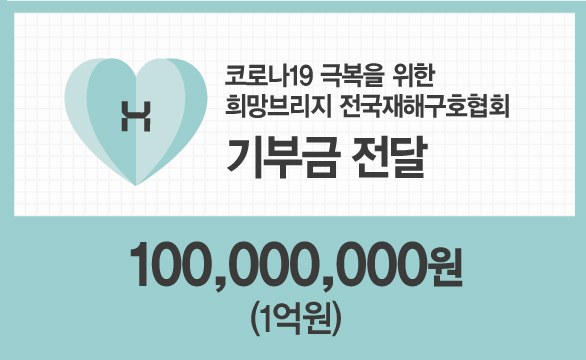 코로나19 극복을 위한
희망브리지 전국재해구호협회
기부금 전달
100,000,000원
(1억원)